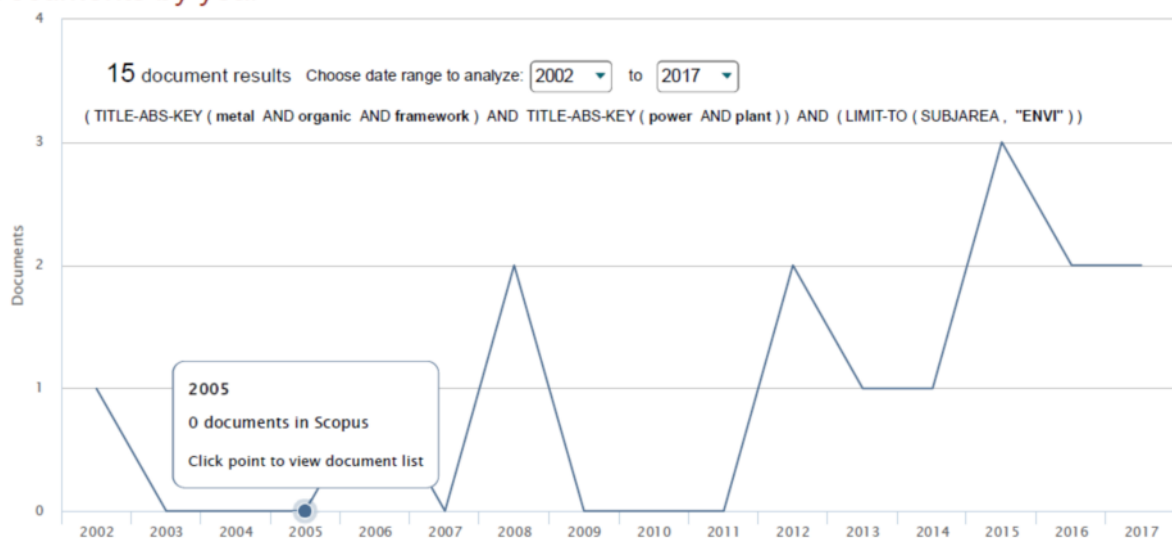 4
15 document results Choose date range to analyze: 2002 to 2017
( TITLE-ABS-KEY ( metal AND organic AND framework ) AND TITLE-ABS-KEY ( power AND plant ) ) AND ( LIMIT-TO ( SUBJAREA , "ENVI" ) )
3
Documents
2
1
2005
0 documents in Scopus
Click point to view document list
0
2002 2003 2004 2005 2006 2007 2008 2009 2010 2011 2012 2013 2014 2015 2016 2017